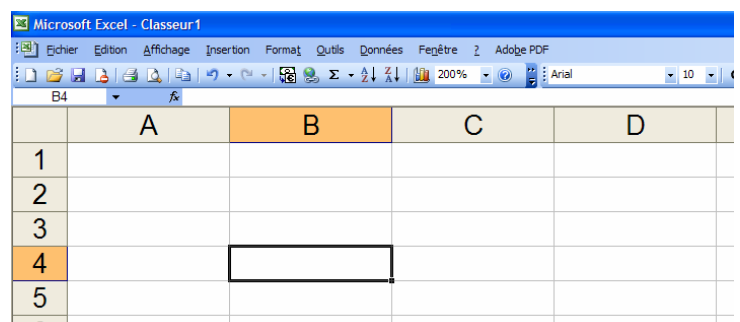 Microsoft Excel - Classeur1
Fichier Edition Affichage Insertion Format Outils Données Fenêtre ? Adobe PDF
Σ 200% Arial 10
B4 fx
A B C D
1
2
3
4
5